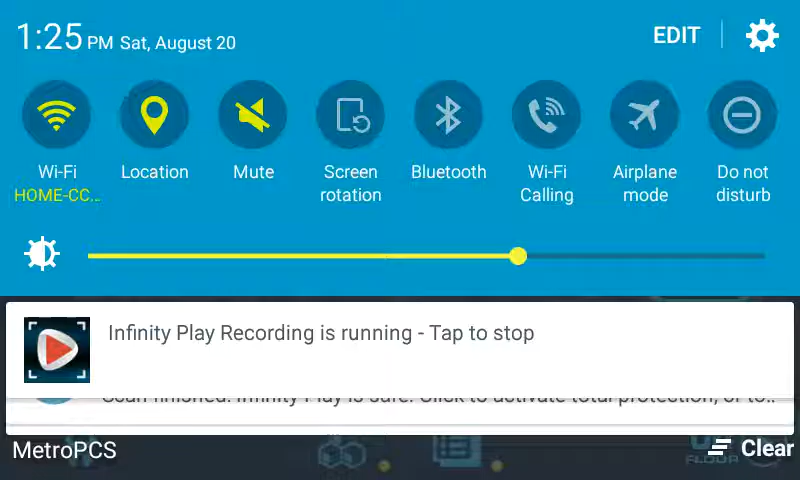 1:25 PM Sat, August 20
EDIT
Wi-Fi
HOME-CC...
Location
Mute
Screen
rotation
Bluetooth
Wi-Fi
Calling
Airplane
mode
Do not
disturb
Infinity Play Recording is running - Tap to stop
Scan finished. Infinity Play is safe. Click to activate total protection, or to..
MetroPCS
Clear